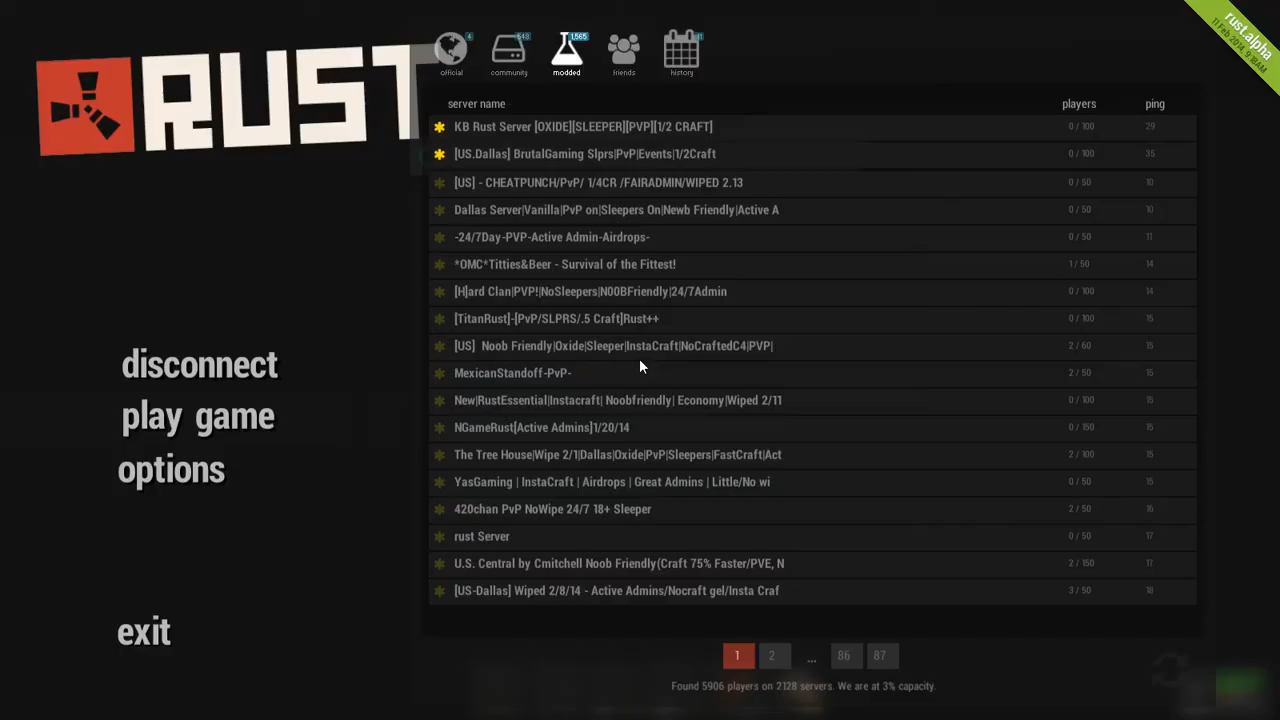 RUST
rust.alpha
11 Feb 2014, 9:18AM
4
548
1,565
official
community
modded
friends
history
server name players ping
KB Rust Server [OXIDE][SLEEPER][PVP][1/2 CRAFT] 0 / 100 29
[US.Dallas] BrutalGaming Slprs|PvP|Events|1/2Craft 0 / 100 35
[US] - CHEATPUNCH/PvP/ 1/4CR /FAIRADMIN/WIPED 2.13 0 / 50 10
Dallas Server|Vanilla|PvP on|Sleepers On|Newb Friendly|Active A 0 / 50 10
-24/7Day-PVP-Active Admin-Airdrops- 0 / 50 11
*OMC*Titties&Beer - Survival of the Fittest! 1 / 50 14
[H]ard Clan|PVP!|NoSleepers|N00BFriendly|24/7Admin 0 / 100 14
[TitanRust]-[PvP/SLPRS/.5 Craft]Rust++ 0 / 100 15
[US] Noob Friendly|Oxide|Sleeper|InstaCraft|NoCraftedC4|PVP| 2 / 60 15
MexicanStandoff-PvP- 2 / 50 15
New|RustEssential|Instacraft| Noobfriendly| Economy|Wiped 2/11 0 / 100 15
NGameRust[Active Admins]1/20/14 0 / 150 15
The Tree House|Wipe 2/1|Dallas|Oxide|PvP|Sleepers|FastCraft|Act 2 / 100 15
YasGaming | InstaCraft | Airdrops | Great Admins | Little/No wi 0 / 50 15
420chan PvP NoWipe 24/7 18+ Sleeper 2 / 50 16
rust Server 0 / 50 17
U.S. Central by Cmitchell Noob Friendly(Craft 75% Faster/PVE, N 2 / 150 17
[US-Dallas] Wiped 2/8/14 - Active Admins/Nocraft gel/Insta Craf 3 / 50 18
disconnect
play game
options
exit
1 2 ... 86 87
Found 5906 players on 2128 servers. We are at 3% capacity.